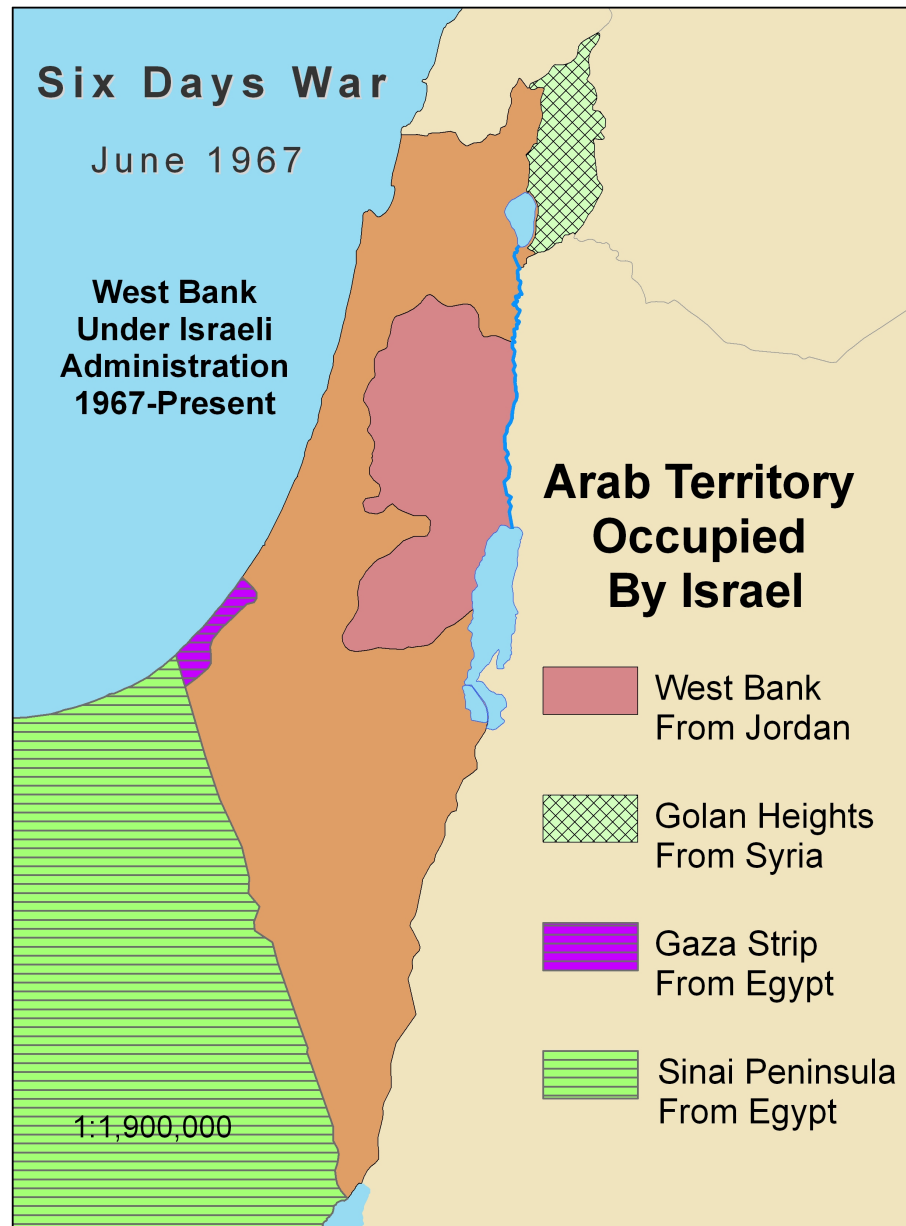 Six Days War
June 1967
West Bank
Under Israeli
Administration
1967-Present
Arab Territory
Occupied
By Israel
West Bank
From Jordan
Golan Heights
From Syria
Gaza Strip
From Egypt
Sinai Peninsula
From Egypt
1:1,900,000